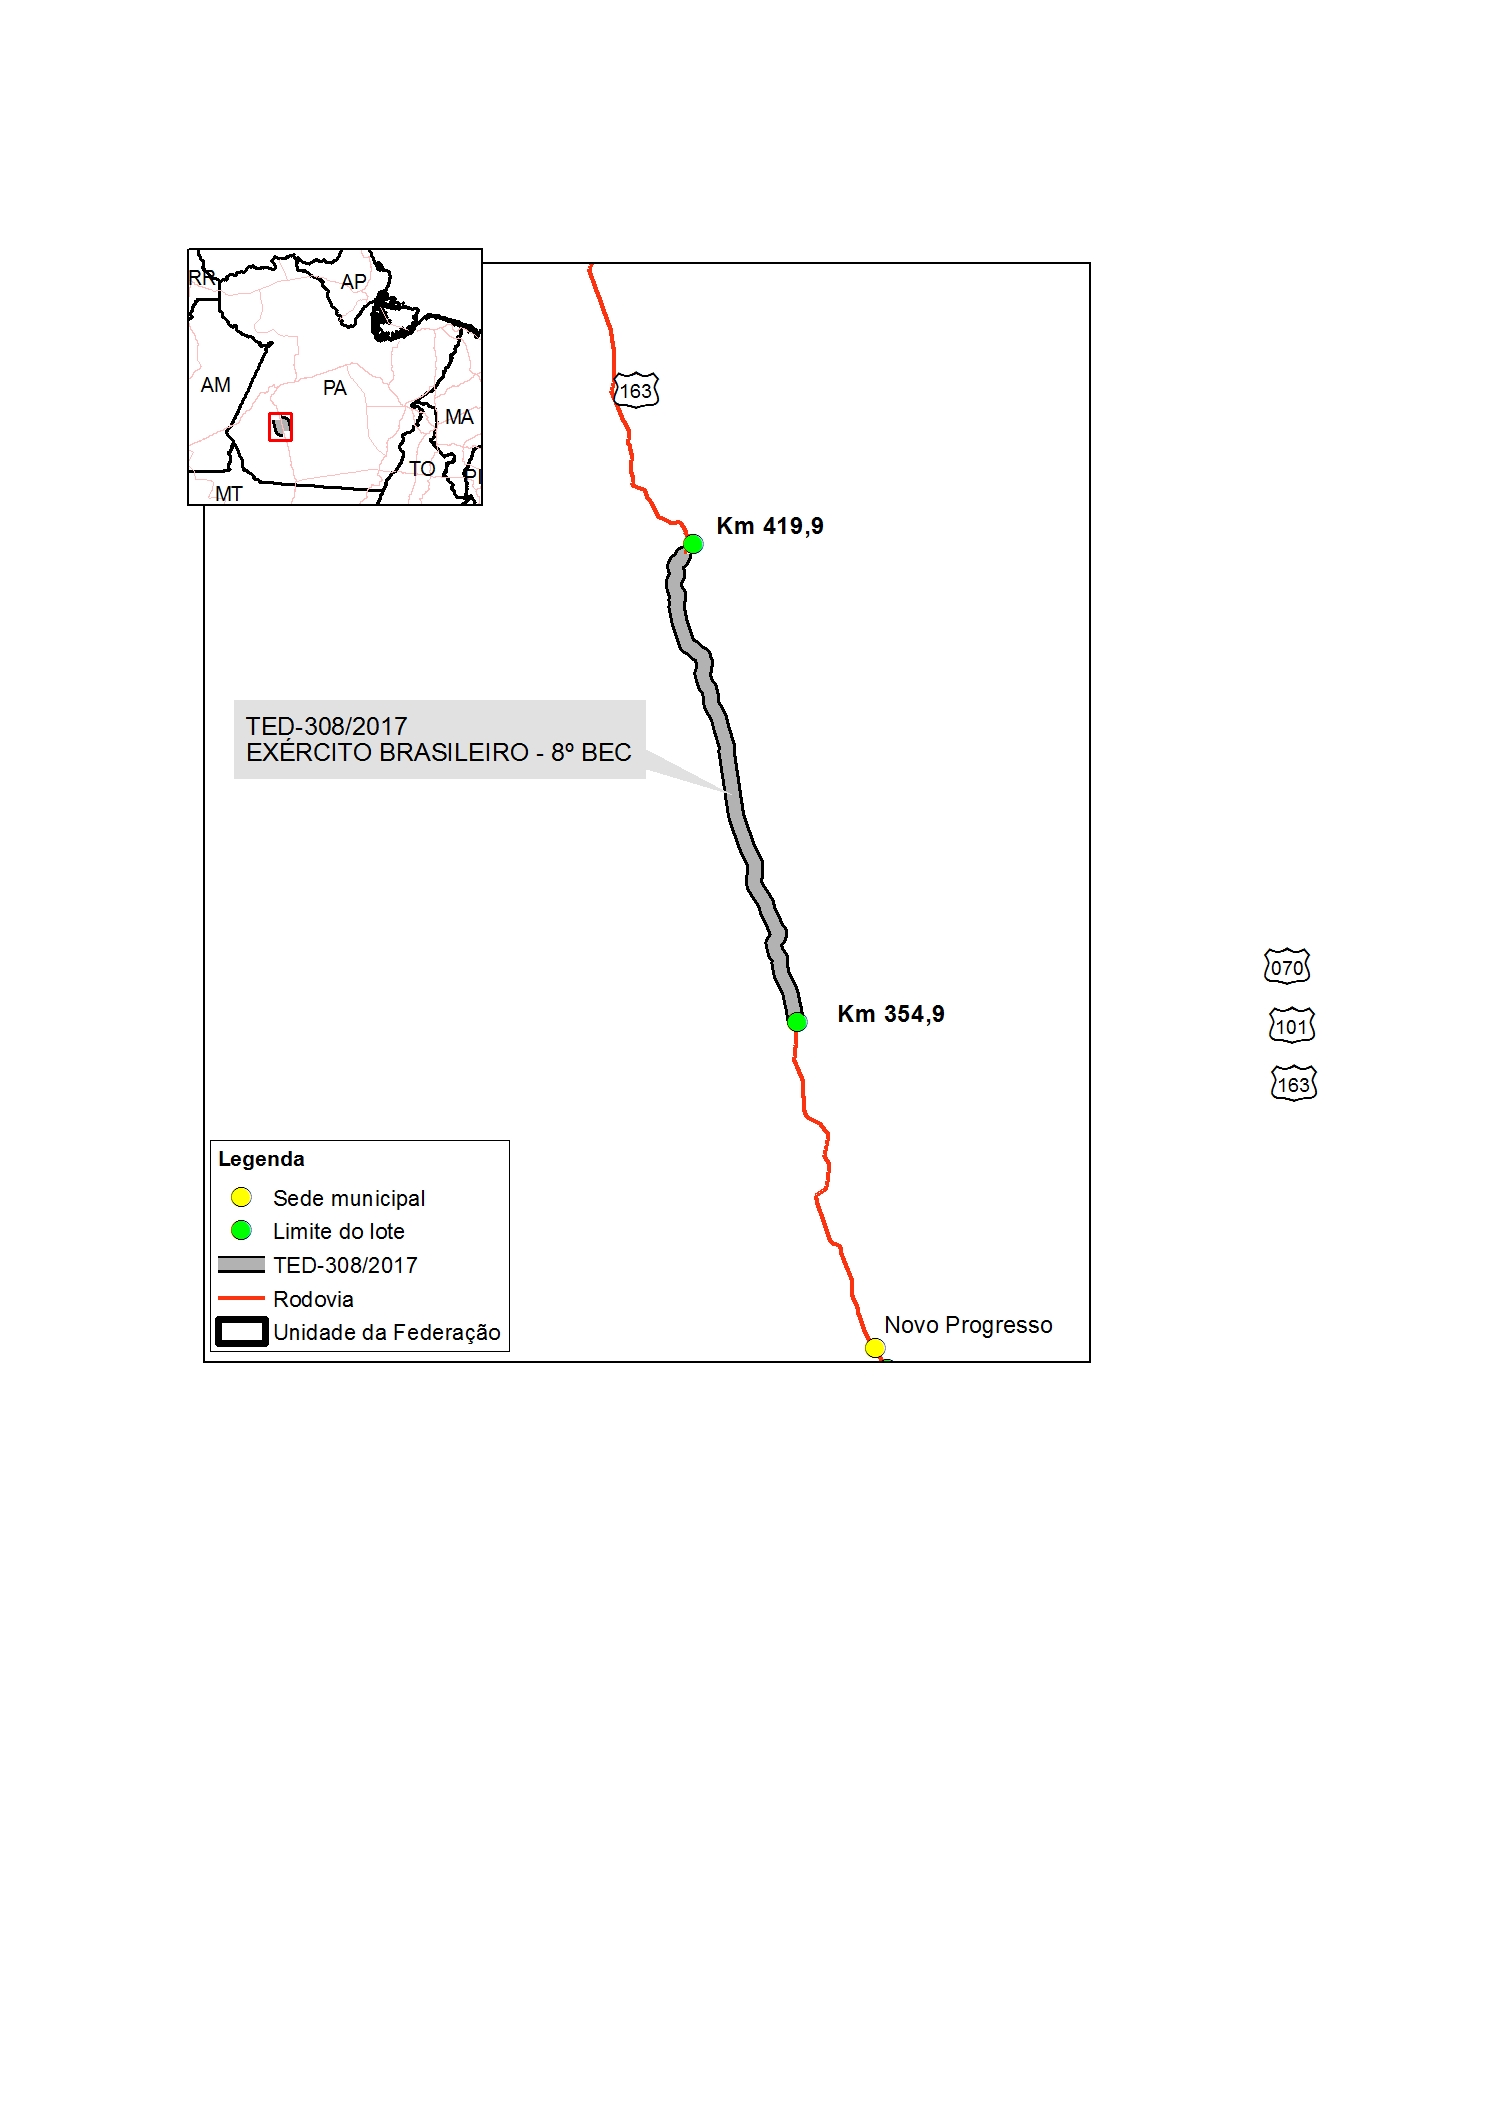 RR
AP
AM
PA
MA
TO
PI
MT
163
Km 419,9
TED-308/2017
EXÉRCITO BRASILEIRO - 8º BEC
070
Km 354,9
101
163
Legenda
Sede municipal
Limite do lote
TED-308/2017
Rodovia
Unidade da Federação
Novo Progresso